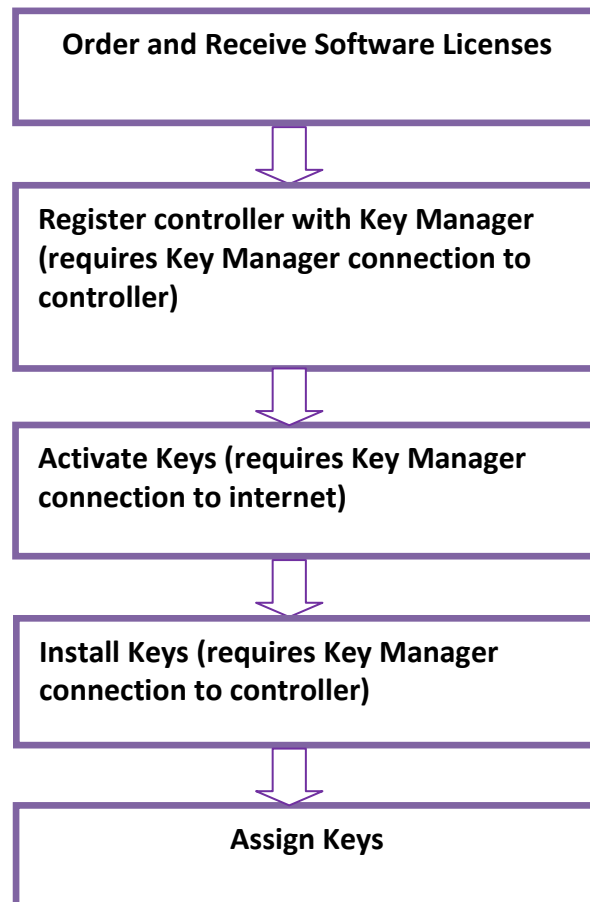 Order and Receive Software Licenses
Register controller with Key Manager
(requires Key Manager connection to
controller)
Activate Keys (requires Key Manager
connection to internet)
Install Keys (requires Key Manager
connection to controller)
Assign Keys